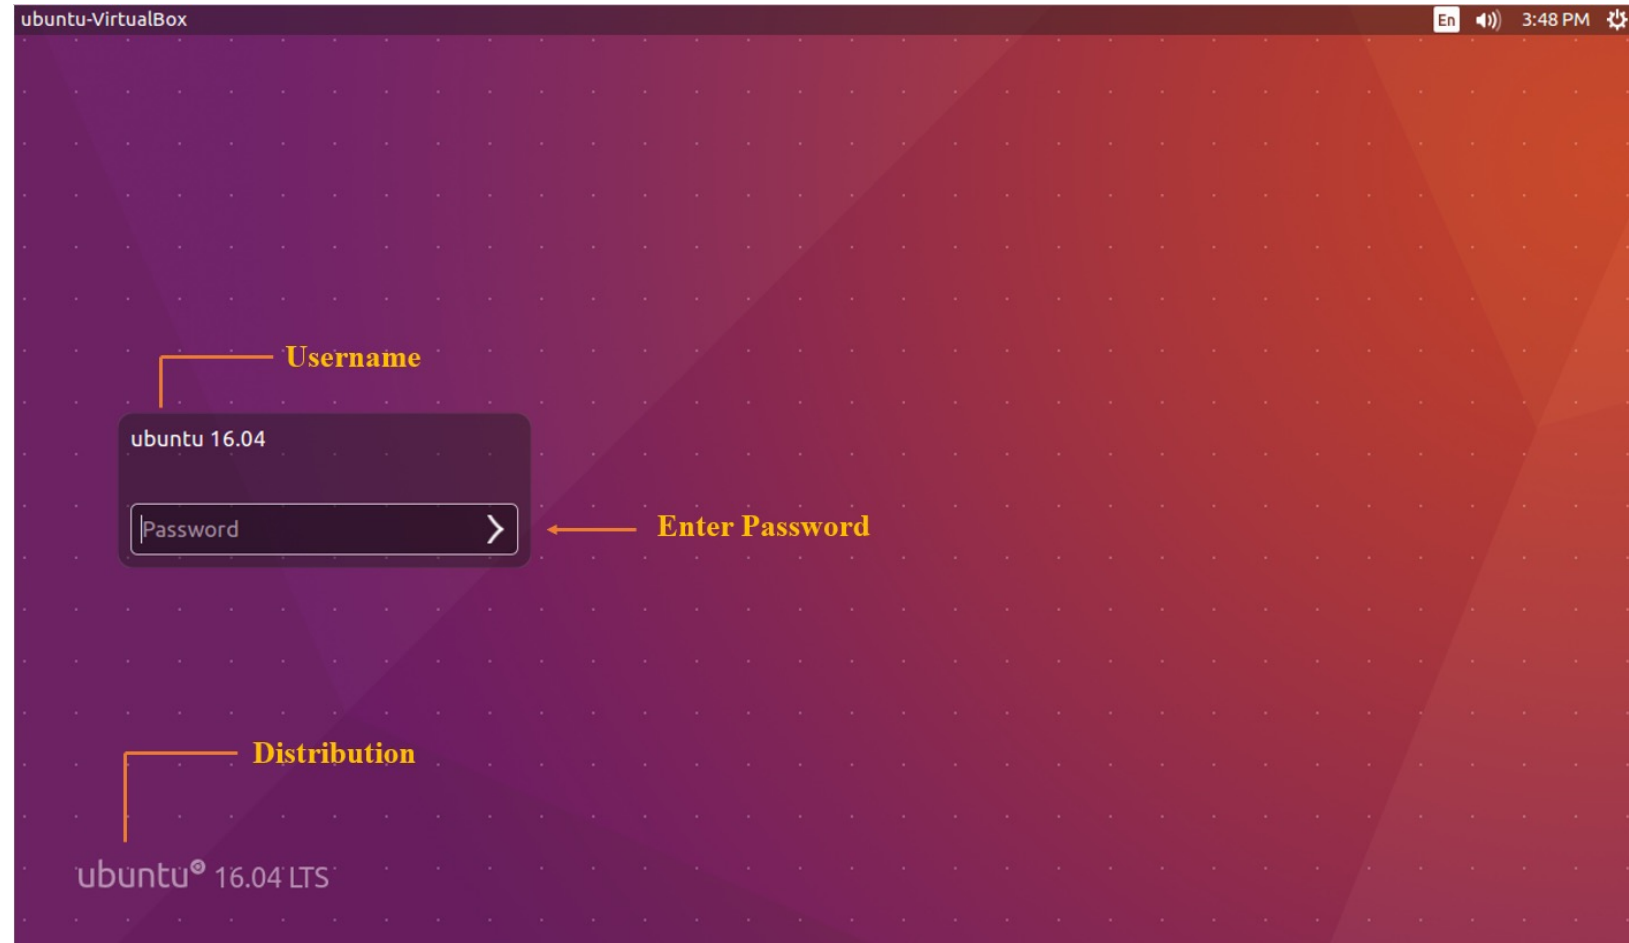 ubuntu-VirtualBox En 3:48 PM
Username
ubuntu 16.04
Password
Enter Password
Distribution
ubuntu® 16.04 LTS